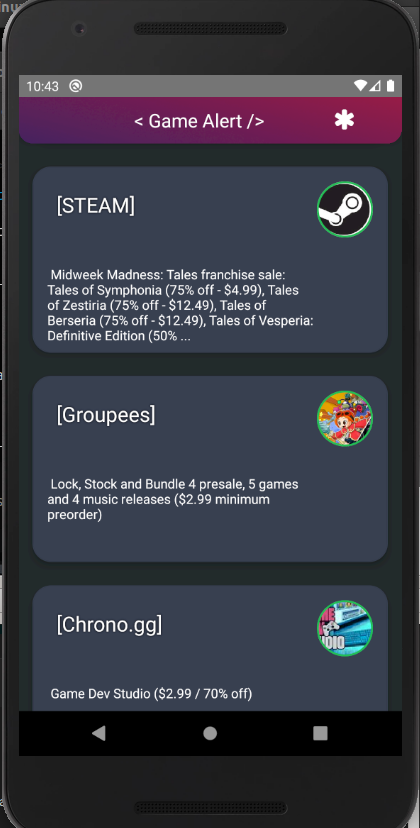 10:43
< Game Alert />
[STEAM]
Midweek Madness: Tales franchise sale:
Tales of Symphonia (75% off - $4.99), Tales
of Zestiria (75% off - $12.49), Tales of
Berseria (75% off - $12.49), Tales of Vesperia:
Definitive Edition (50% ...
[Groupees]
Lock, Stock and Bundle 4 presale, 5 games
and 4 music releases ($2.99 minimum
preorder)
[Chrono.gg]
Game Dev Studio ($2.99 / 70% off)